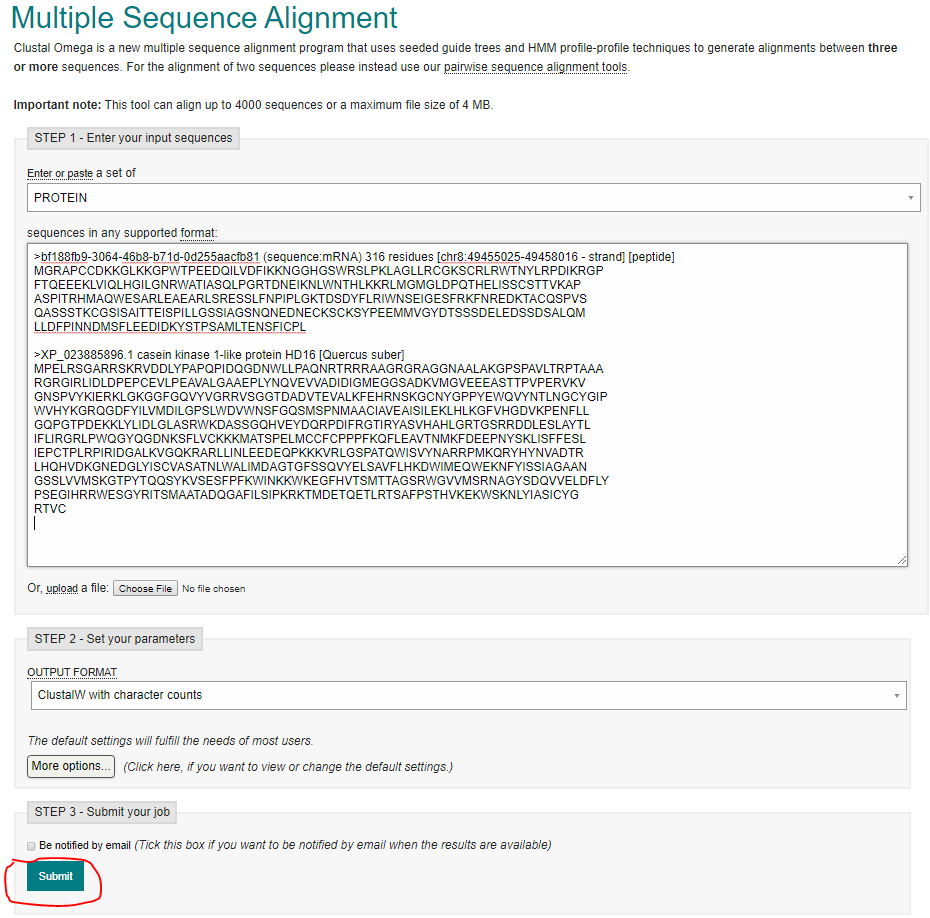 Multiple Sequence Alignment
Clustal Omega is a new multiple sequence alignment program that uses seeded guide trees and HMM profile-profile techniques to generate alignments between three
or more sequences. For the alignment of two sequences please instead use our pairwise sequence alignment tools.
Important note: This tool can align up to 4000 sequences or a maximum file size of 4 MB.
STEP 1 - Enter your input sequences
Enter or paste a set of
PROTEIN
sequences in any supported format:
>bf188fb9-3064-46b8-b71d-0d255aacfb81 (sequence:mRNA) 316 residues [chr8:49455025-49458016 - strand] [peptide]
MGRAPCCDKKGLKKGPWTPEEDQILVDFIKKNGGHGSWRSLPKLAGLLRCGKSCRLRWTNYLRPDIKRGP
FTQEEEKLVIQLHGILGNRWATIASQLPGRTDNEIKNLWNTHLKKRLMGMGLDPQTHELISSCSTTVKAP
ASPITRHMAQWESARLEAEARLSRESSLFNPIPLGKTDSDYFLRIWNSEIGESFRKFNREDKTACQSPVS
QASSSTKCGSISAITTEISPILLGSSIAGSNQNEDNECKSCKSYPEEMMVGYDTSSSDELEDSSDSALQM
LLDFPINNDMSFLEEDIDKYSTPSAMLTENSFICPL
>XP_023885896.1 casein kinase 1-like protein HD16 [Quercus suber]
MPELRSGARRSKRVDDLYPAPQPIDQGDNWLLPAQNRTRRRAAGRGRAGGNAALAKGPSPAVLTRPTAAA
RGRGIRLIDLDPEPCEVLPEAVALGAAEPLYNQVEVVADIDIGMEGGSADKVMGVEEEASTTPVPERVKV
GNSPVYKIERKLGKGGFGQVYVGRRVSGGTDADVTEVALKFEHRNSKGCNYGPPYEWQVYNTLNGCYGIP
WVHYKGRQGDFYILVMDILGPSLWDVWNSFGQSMSPNMAACIAVEAISILEKLHLKGFVHGDVKPENFLL
GQPGTPDEKKLYLIDLGLASRWKDASSGQHVEYDQRPDIFRGTIRYASVHAHLGRTGSRRDDLESLAYTL
IFLIRGRLPWQGYQGDNKSFLVCKKKMATSPELMCCFCPPPFKQFLEAVTNMKFDEEPNYSKLISFFESL
IEPCTPLRPIRIDGALKVGQKRARLLINLEEDEQPKKKVRLGSPATQWISVYNARRPMKQRYHYNVADTR
LHQHVDKGNEDGLYISCVASATNLWALIMDAGTGFSSQVYELSAVFLHKDWIMEQWEKNFYISSIAGAAN
GSSLVVMSKGTPYTQQSYKVSESFPFKWINKKWKEGFHVTSMTTAGSRWGVVMSRNAGYSDQVVELDFLY
PSEGIHRRWESGYRITSMAATADQGAFILSIPKRKTMDETQETLRTSAFPSTHVKEKWSKNLYIASICYG
RTVC
Or, upload a file: Choose File No file chosen
STEP 2 - Set your parameters
OUTPUT FORMAT
ClustalW with character counts
The default settings will fulfill the needs of most users.
More options... (Click here, if you want to view or change the default settings.)
STEP 3 - Submit your job
Be notified by email (Tick this box if you want to be notified by email when the results are available)
Submit